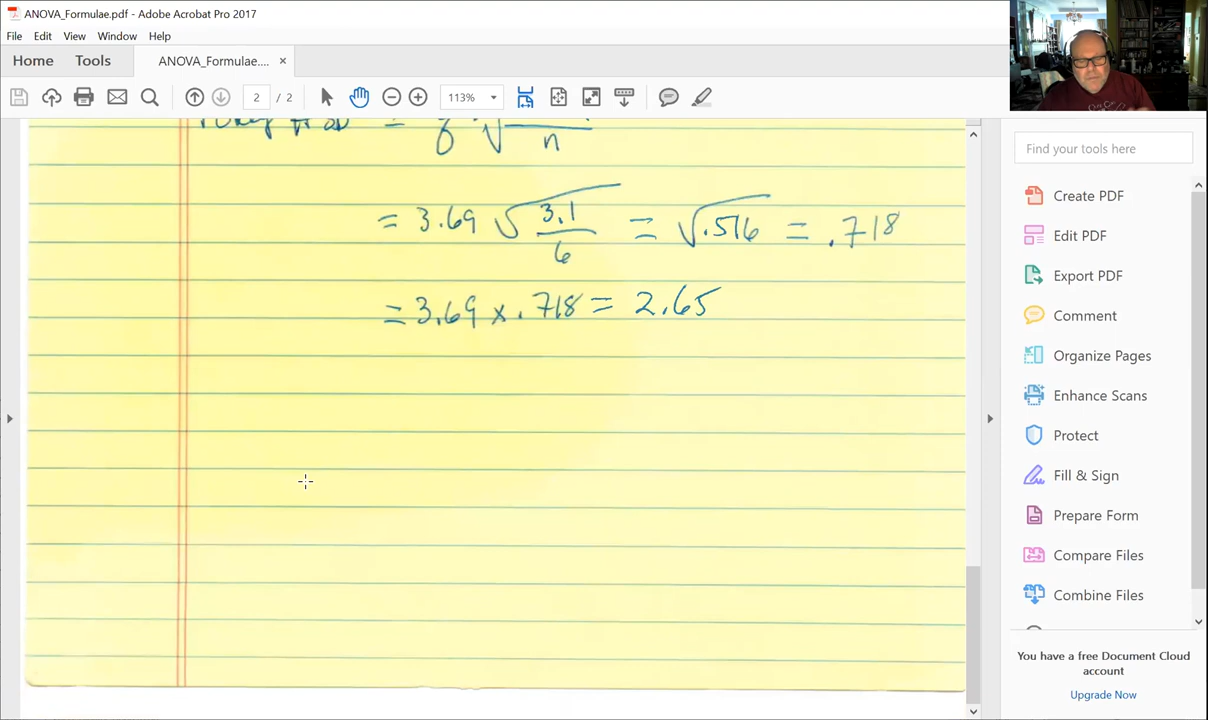 ANOVA_Formulae.pdf - Adobe Acrobat Pro 2017
File Edit View Window Help
Home Tools ANOVA_Formulae.... ×
2 / 2 113%
n
= 3.69 √ 3.1 / 6 = √.516 = .718
= 3.69 × .718 = 2.65
Find your tools here
Create PDF
Edit PDF
Export PDF
Comment
Organize Pages
Enhance Scans
Protect
Fill & Sign
Prepare Form
Compare Files
Combine Files
You have a free Document Cloud
account
Upgrade Now